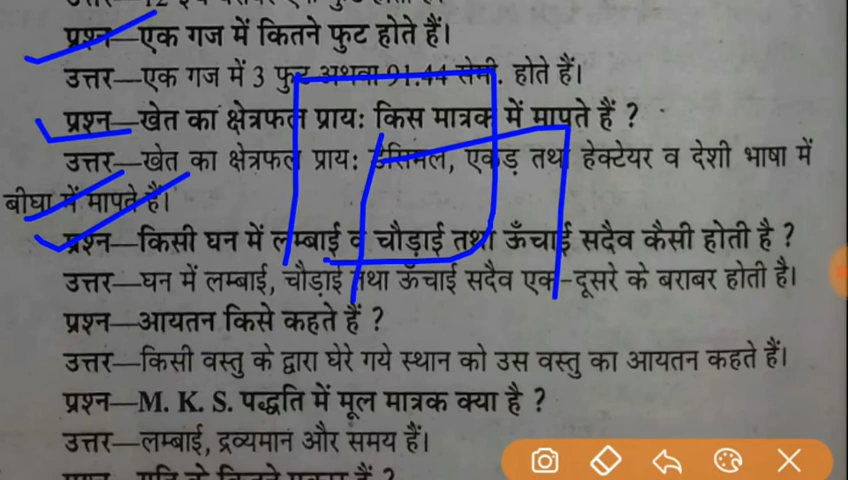 प्रश्न—एक गज में कितने फुट होते हैं।
उत्तर—एक गज में 3 फुट अथवा 91.44 सेमी. होते हैं।
प्रश्न—खेत का क्षेत्रफल प्रायः किस मात्रक में मापते हैं ?
उत्तर—खेत का क्षेत्रफल प्रायः डेसिमल, एकड़ तथा हेक्टेयर व देशी भाषा में
बीघा में मापते हैं।
प्रश्न—किसी घन में लम्बाई व चौड़ाई तथा ऊँचाई सदैव कैसी होती है ?
उत्तर—घन में लम्बाई, चौड़ाई तथा ऊँचाई सदैव एक-दूसरे के बराबर होती है।
प्रश्न—आयतन किसे कहते हैं ?
उत्तर—किसी वस्तु के द्वारा घेरे गये स्थान को उस वस्तु का आयतन कहते हैं।
प्रश्न—M. K. S. पद्धति में मूल मात्रक क्या है ?
उत्तर—लम्बाई, द्रव्यमान और समय हैं।